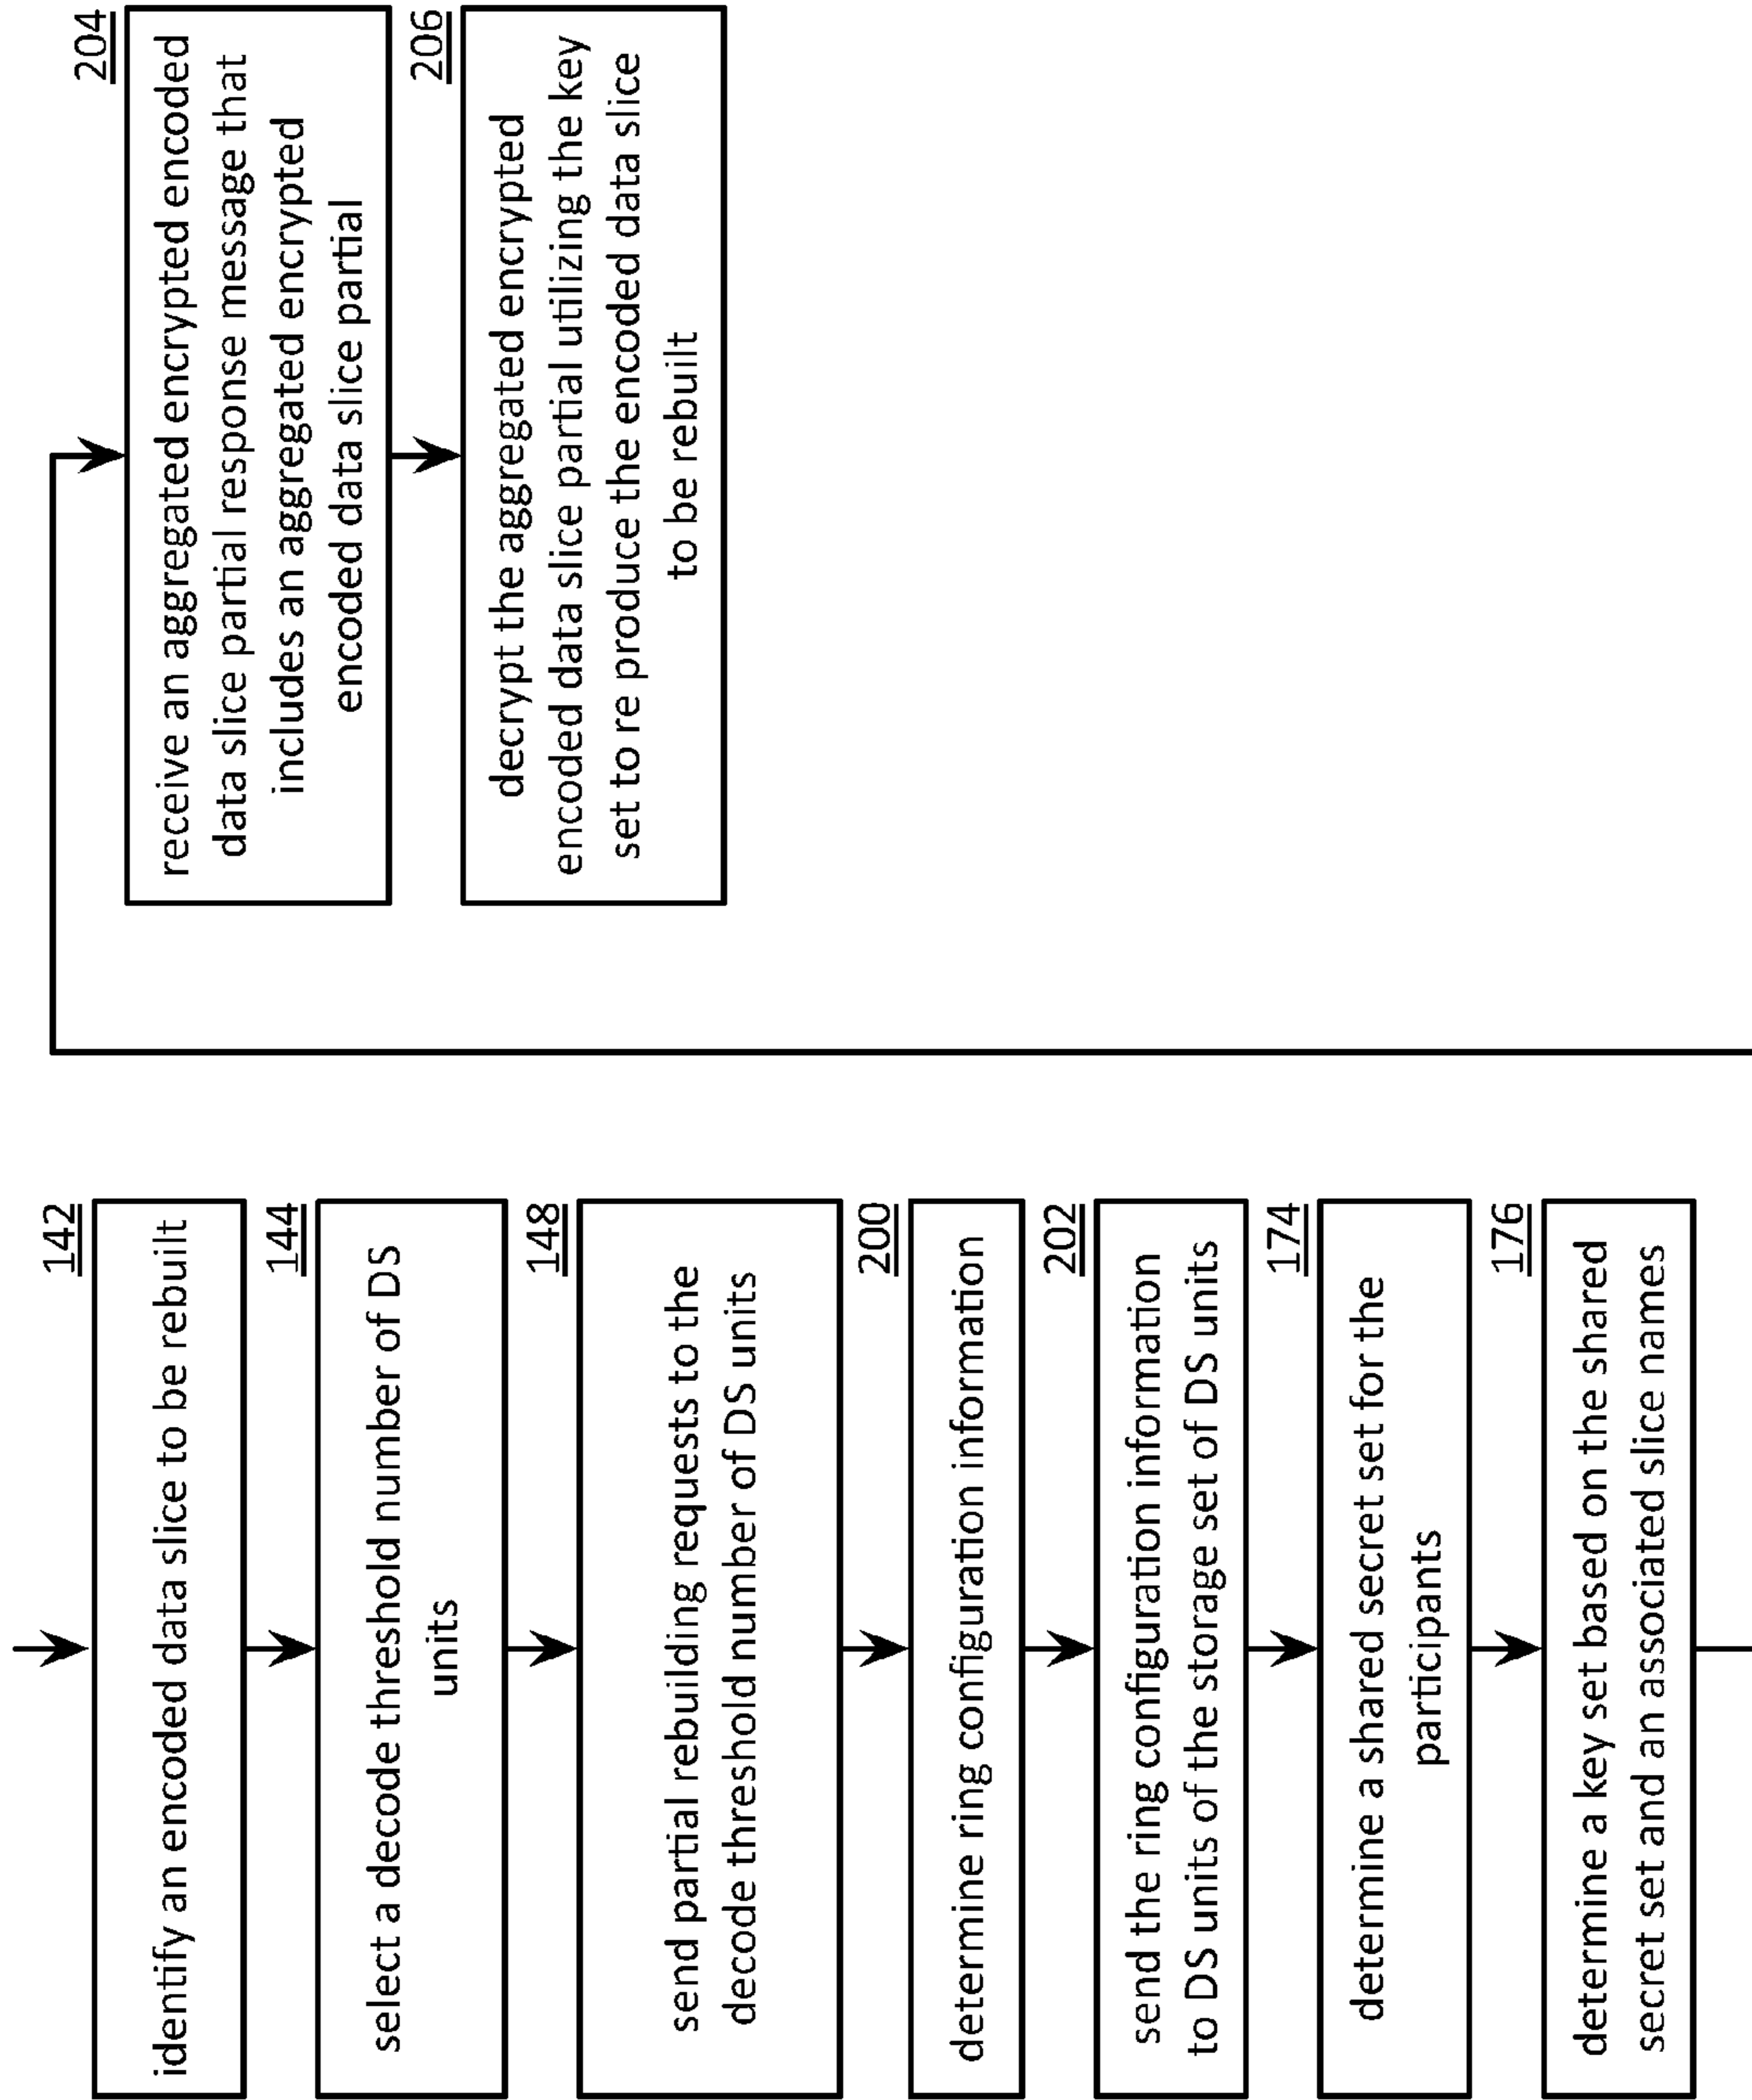 142
identify an encoded data slice to be rebuilt
144
select a decode threshold number of DS
units
148
send partial rebuilding requests to the
decode threshold number of DS units
200
determine ring configuration information
202
send the ring configuration information
to DS units of the storage set of DS units
174
determine a shared secret set for the
participants
176
determine a key set based on the shared
secret set and an associated slice names
204
receive an aggregated encrypted encoded
data slice partial response message that
includes an aggregated encrypted
encoded data slice partial
206
decrypt the aggregated encrypted
encoded data slice partial utilizing the key
set to re produce the encoded data slice
to be rebuilt